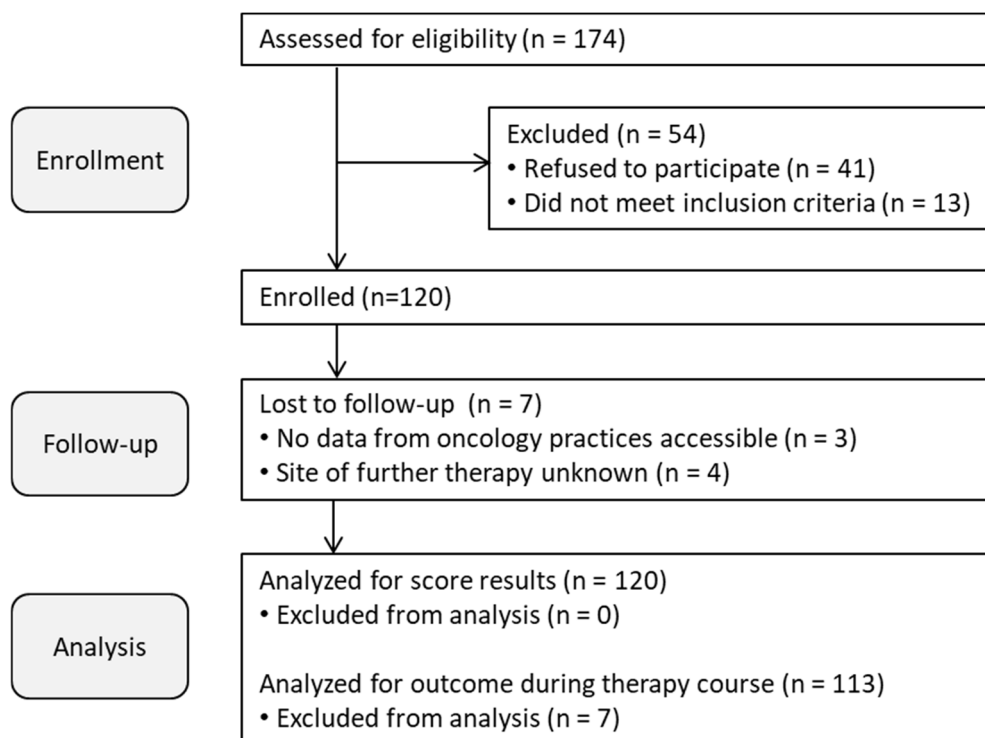 Assessed for eligibility (n = 174)
Enrollment
Excluded (n = 54)
• Refused to participate (n = 41)
• Did not meet inclusion criteria (n = 13)
Enrolled (n=120)
Follow-up
Lost to follow-up (n = 7)
• No data from oncology practices accessible (n = 3)
• Site of further therapy unknown (n = 4)
Analysis
Analyzed for score results (n = 120)
• Excluded from analysis (n = 0)
Analyzed for outcome during therapy course (n = 113)
• Excluded from analysis (n = 7)